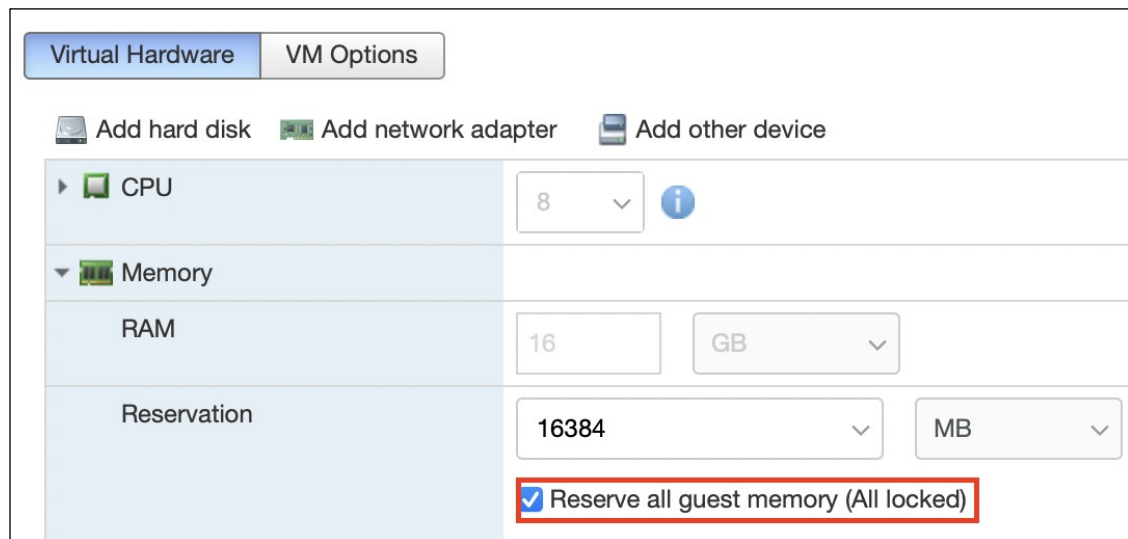 Virtual Hardware VM Options
Add hard disk Add network adapter Add other device
CPU 8 i
Memory
RAM 16 GB
Reservation 16384 MB
Reserve all guest memory (All locked)